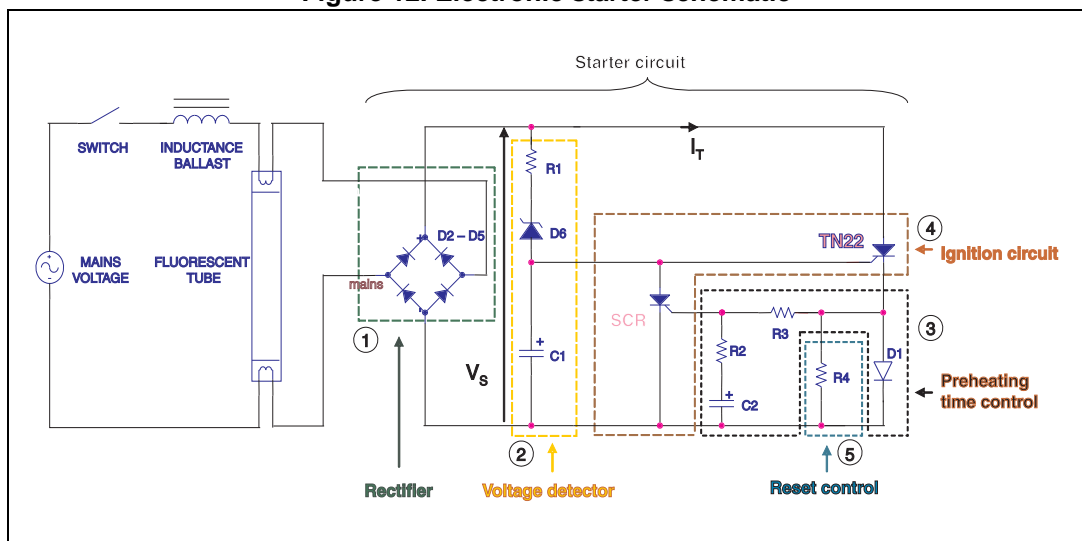 Figure 12. Electronic starter schematic
Starter circuit
SWITCH
INDUCTANCE
BALLAST
I_T
R1
D2 – D5
D6
TN22
4
Ignition circuit
MAINS
VOLTAGE
FLUORESCENT
TUBE
mains
+
-
SCR
R3
3
1
V_S
+
C1
R2
R4
D1
+
C2
Preheating
time control
2
5
Rectifier
Voltage detector
Reset control